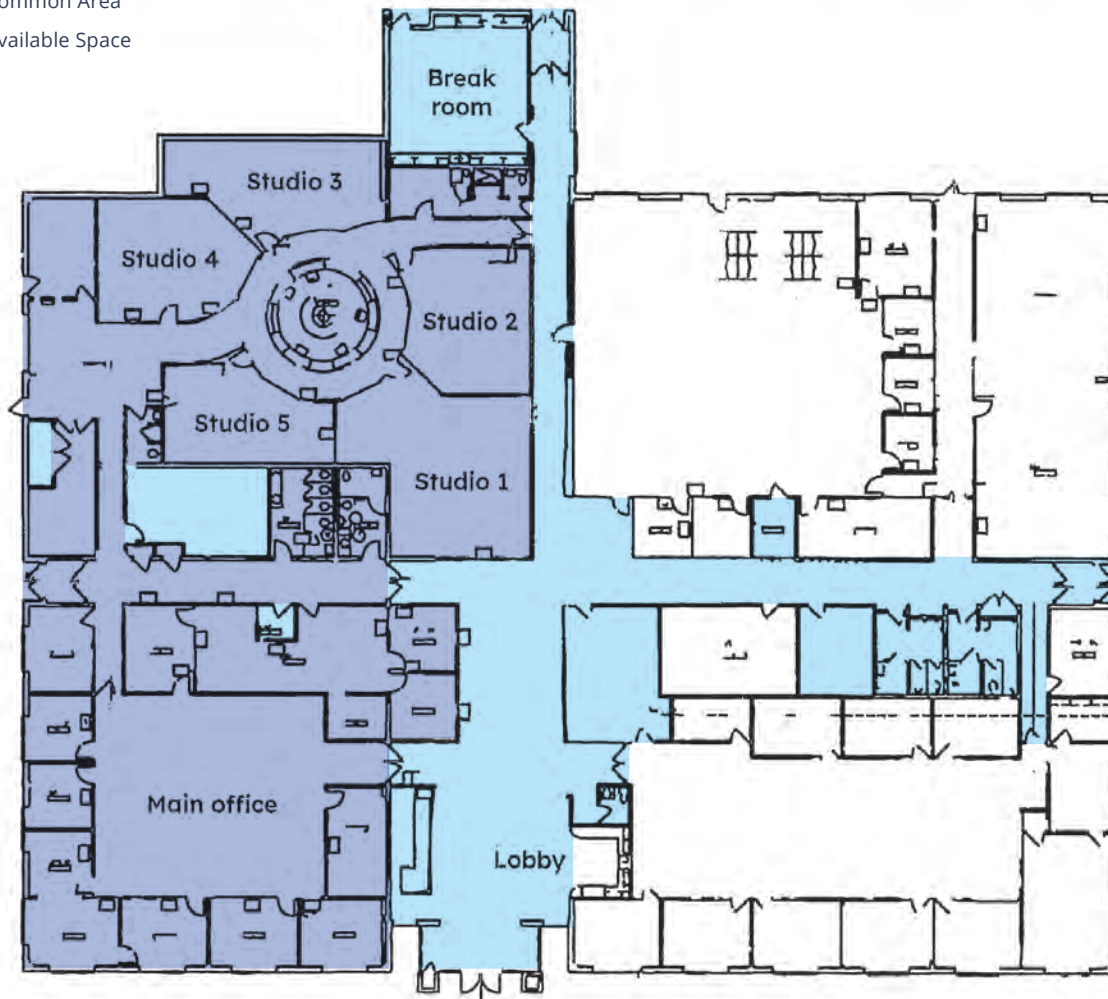 ommon Area
vailable Space
Break
room
Studio 3
Studio 4
Studio 2
Studio 5
Studio 1
Main office
Lobby